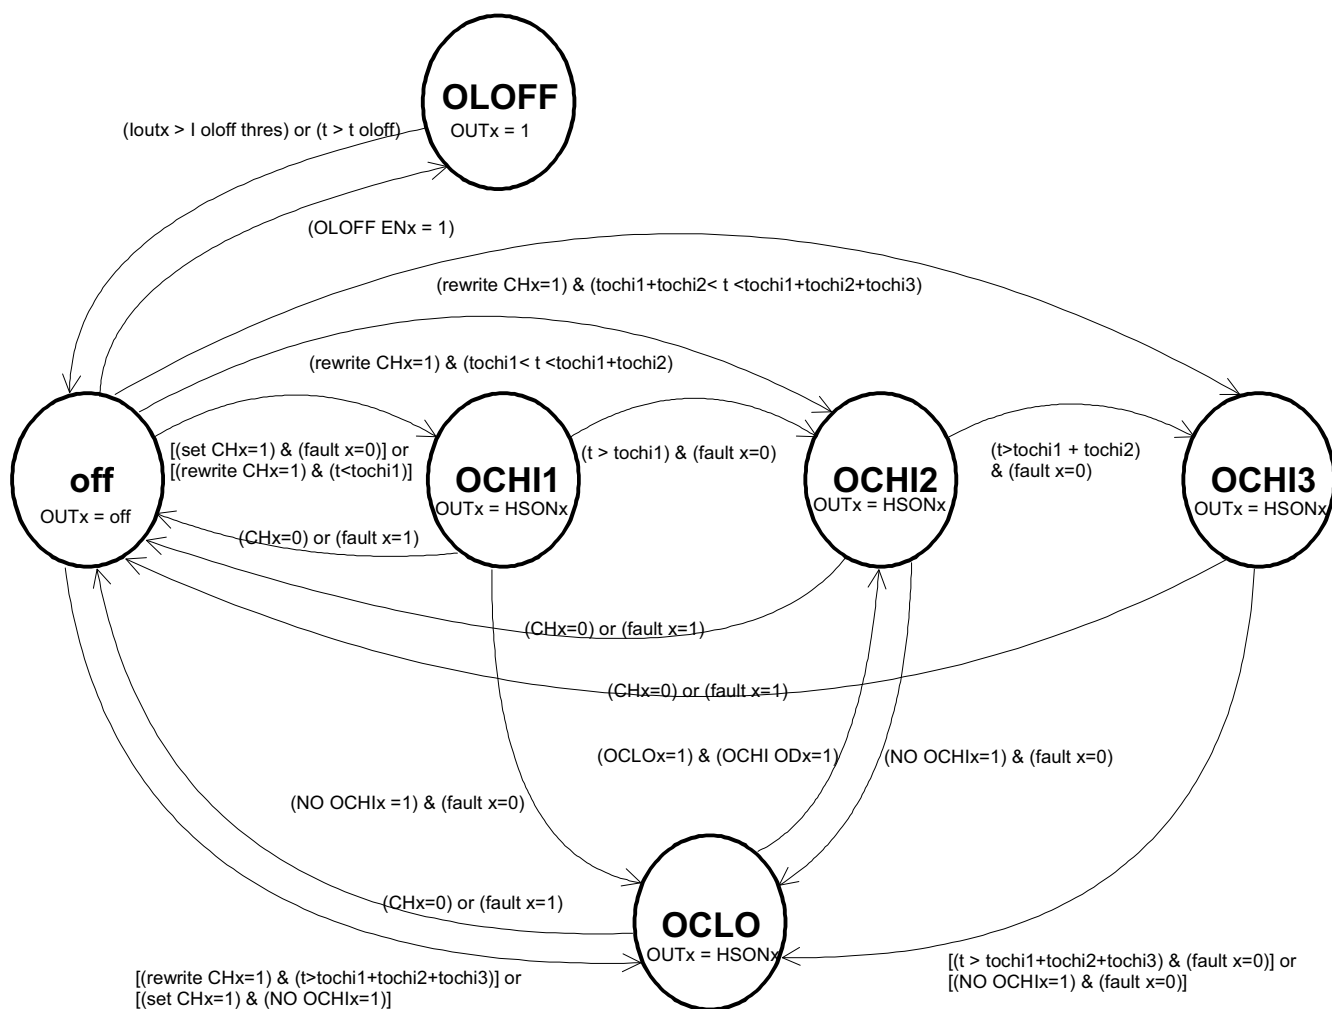 OLOFF
OUTx = 1
(Ioutx > I oloff thres) or (t > t oloff)
(OLOFF ENx = 1)
(rewrite CHx=1) & (tochi1+tochi2< t <tochi1+tochi2+tochi3)
(rewrite CHx=1) & (tochi1< t <tochi1+tochi2)
off
OUTx = off
[(set CHx=1) & (fault x=0)] or
[(rewrite CHx=1) & (t<tochi1)]
OCHI1
OUTx = HSONx
(t > tochi1) & (fault x=0)
OCHI2
OUTx = HSONx
(t>tochi1 + tochi2)
& (fault x=0)
OCHI3
OUTx = HSONx
(CHx=0) or (fault x=1)
(CHx=0) or (fault x=1)
(CHx=0) or (fault x=1)
(OCLOx=1) & (OCHI ODx=1)
(NO OCHIx=1) & (fault x=0)
(NO OCHIx =1) & (fault x=0)
(CHx=0) or (fault x=1)
OCLO
OUTx = HSONx
[(rewrite CHx=1) & (t>tochi1+tochi2+tochi3)] or
[(set CHx=1) & (NO OCHIx=1)]
[(t > tochi1+tochi2+tochi3) & (fault x=0)] or
[(NO OCHIx=1) & (fault x=0)]